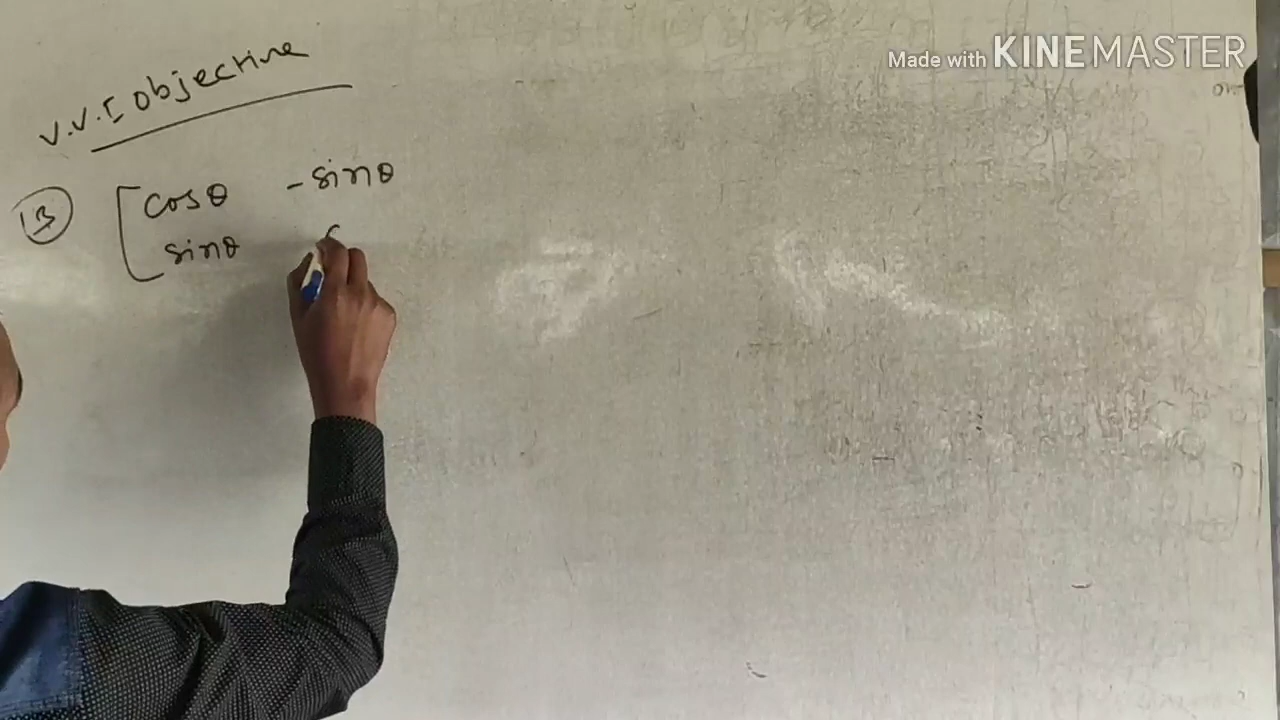 Made with KINEMASTER
V.V.I objective
13 [cosθ -sinθ
sinθ